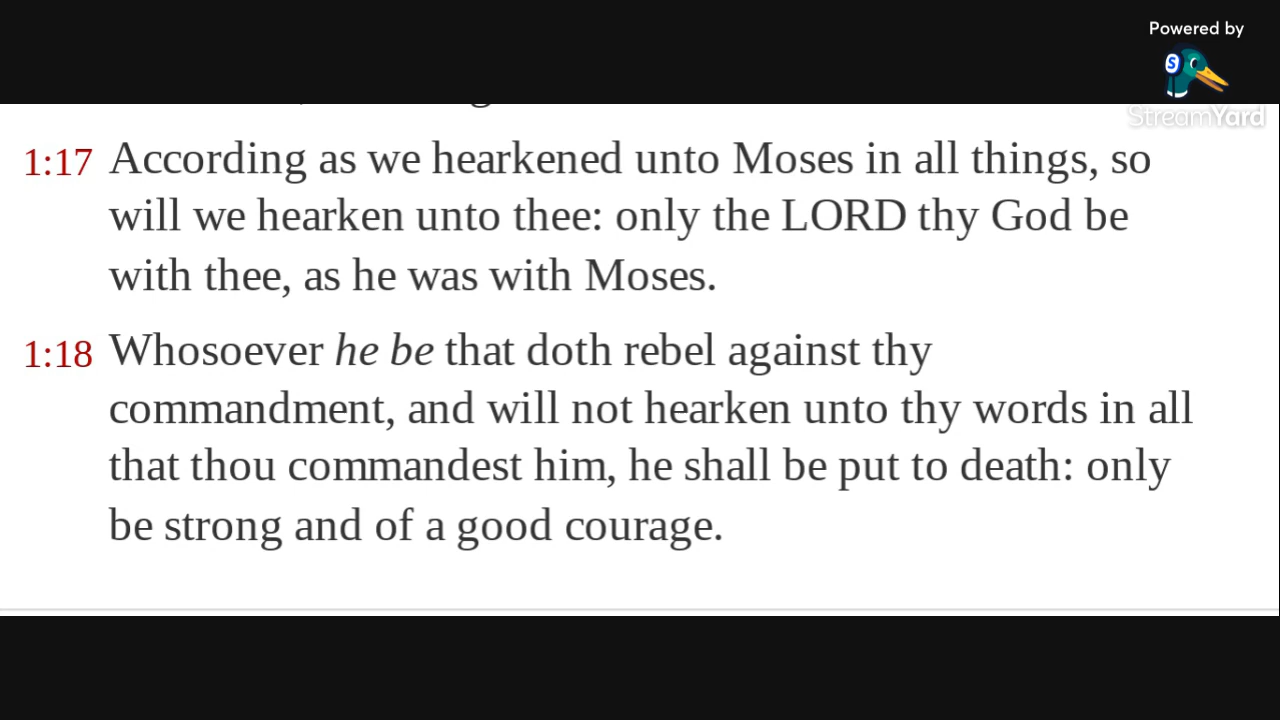 Powered by
S
StreamYard
1:17 According as we hearkened unto Moses in all things, so
will we hearken unto thee: only the LORD thy God be
with thee, as he was with Moses.
1:18 Whosoever he be that doth rebel against thy
commandment, and will not hearken unto thy words in all
that thou commandest him, he shall be put to death: only
be strong and of a good courage.